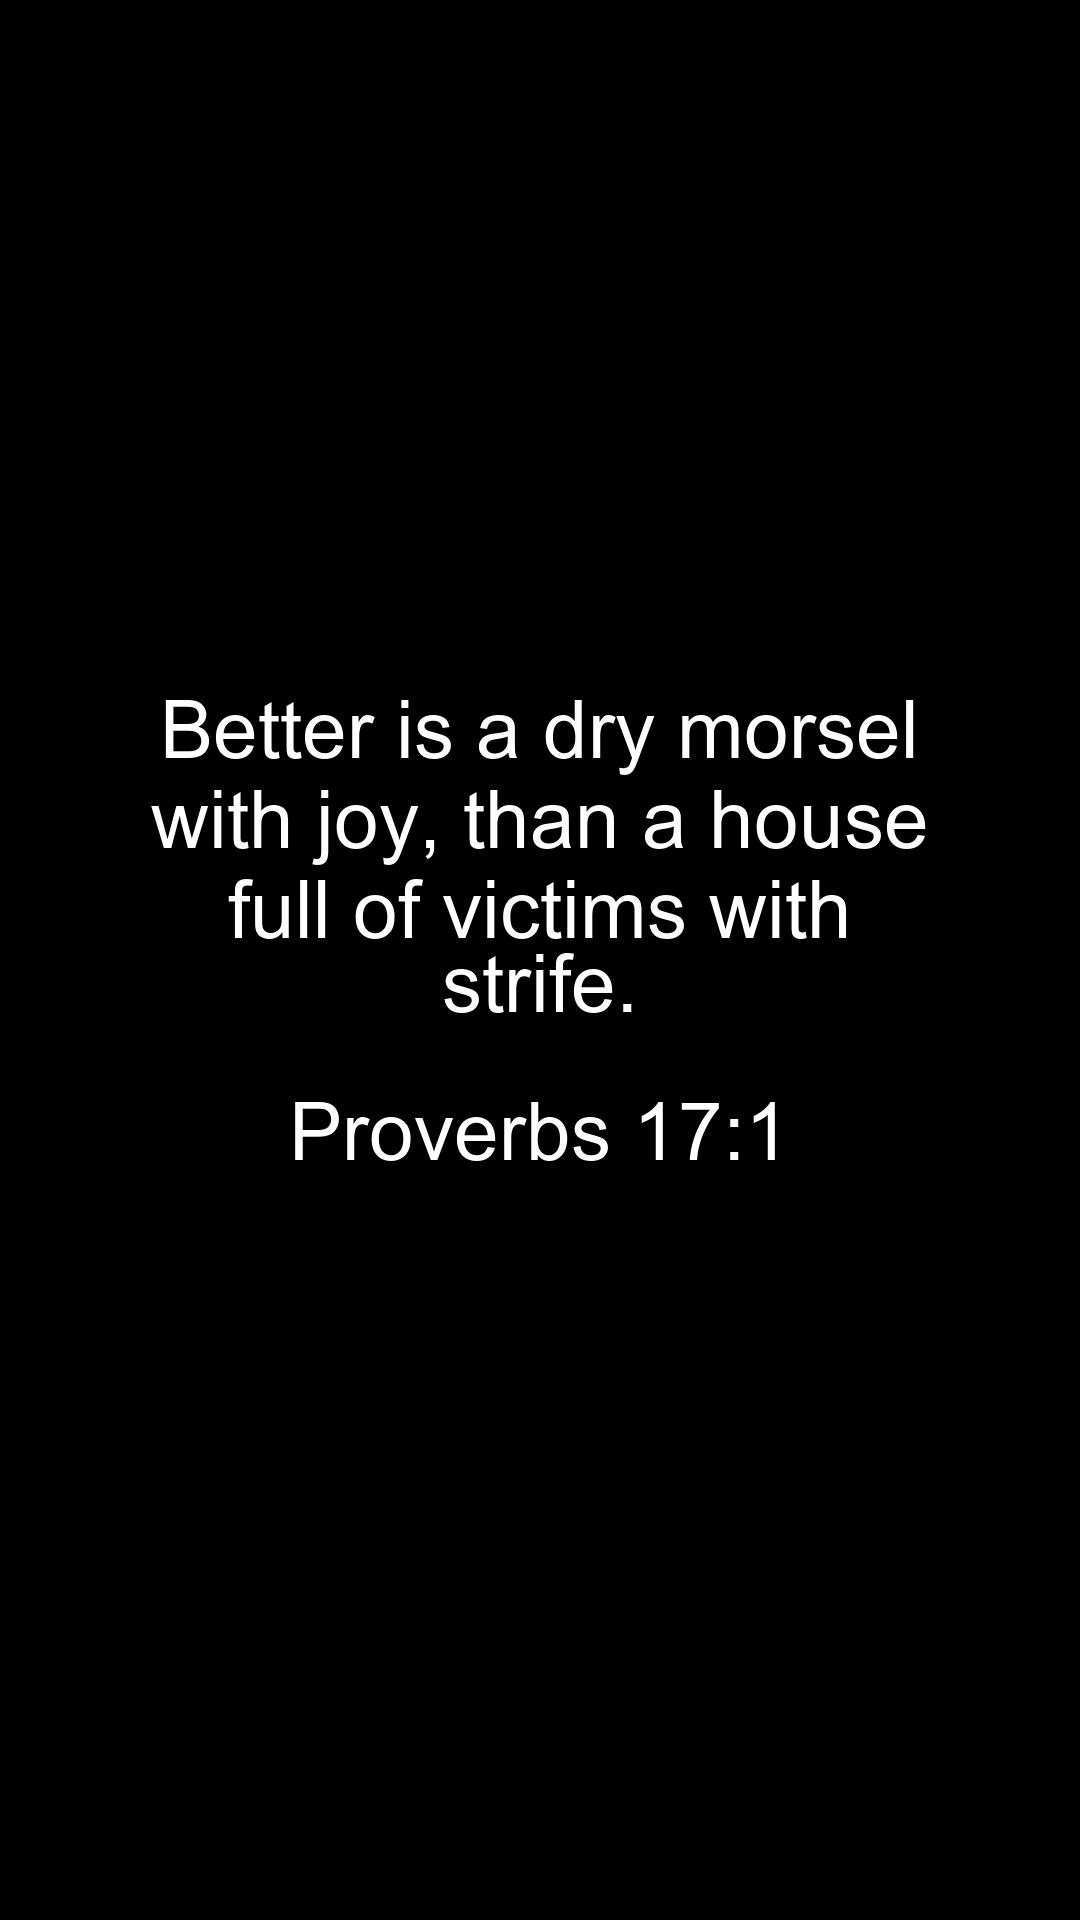 Better is a dry morsel
with joy, than a house
full of victims with
strife.
Proverbs 17:1